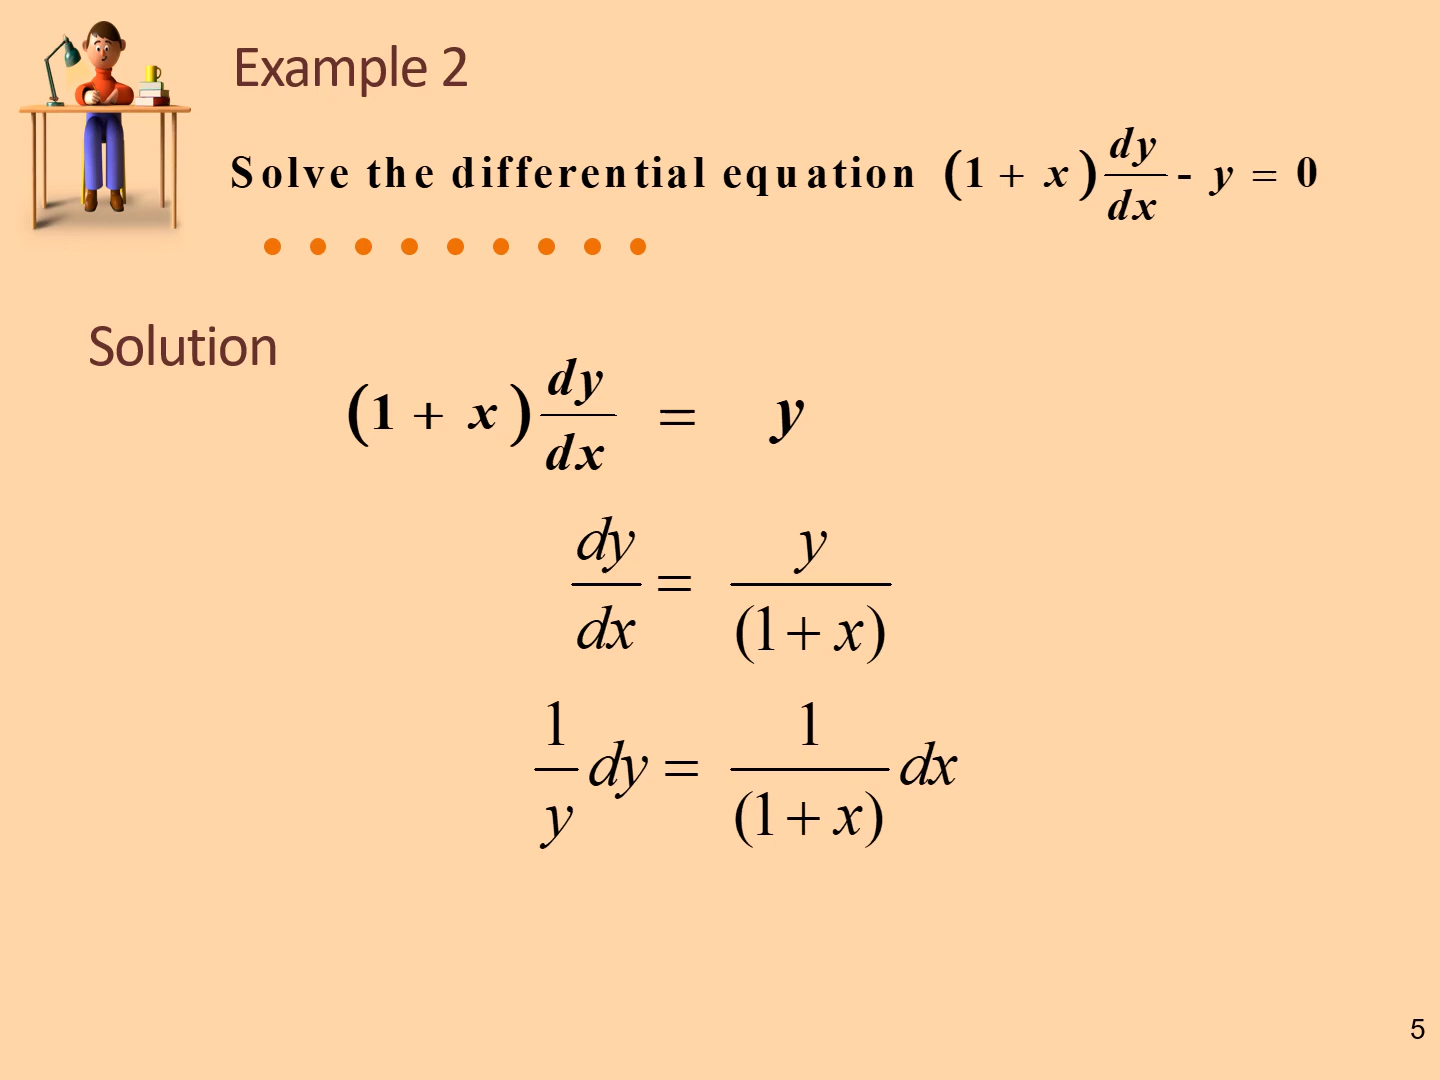 Example 2
Solve the differential equation (1 + x) dy/dx - y = 0
Solution
(1 + x) dy/dx = y
dy/dx = y/(1 + x)
1/y dy = 1/(1 + x) dx
5